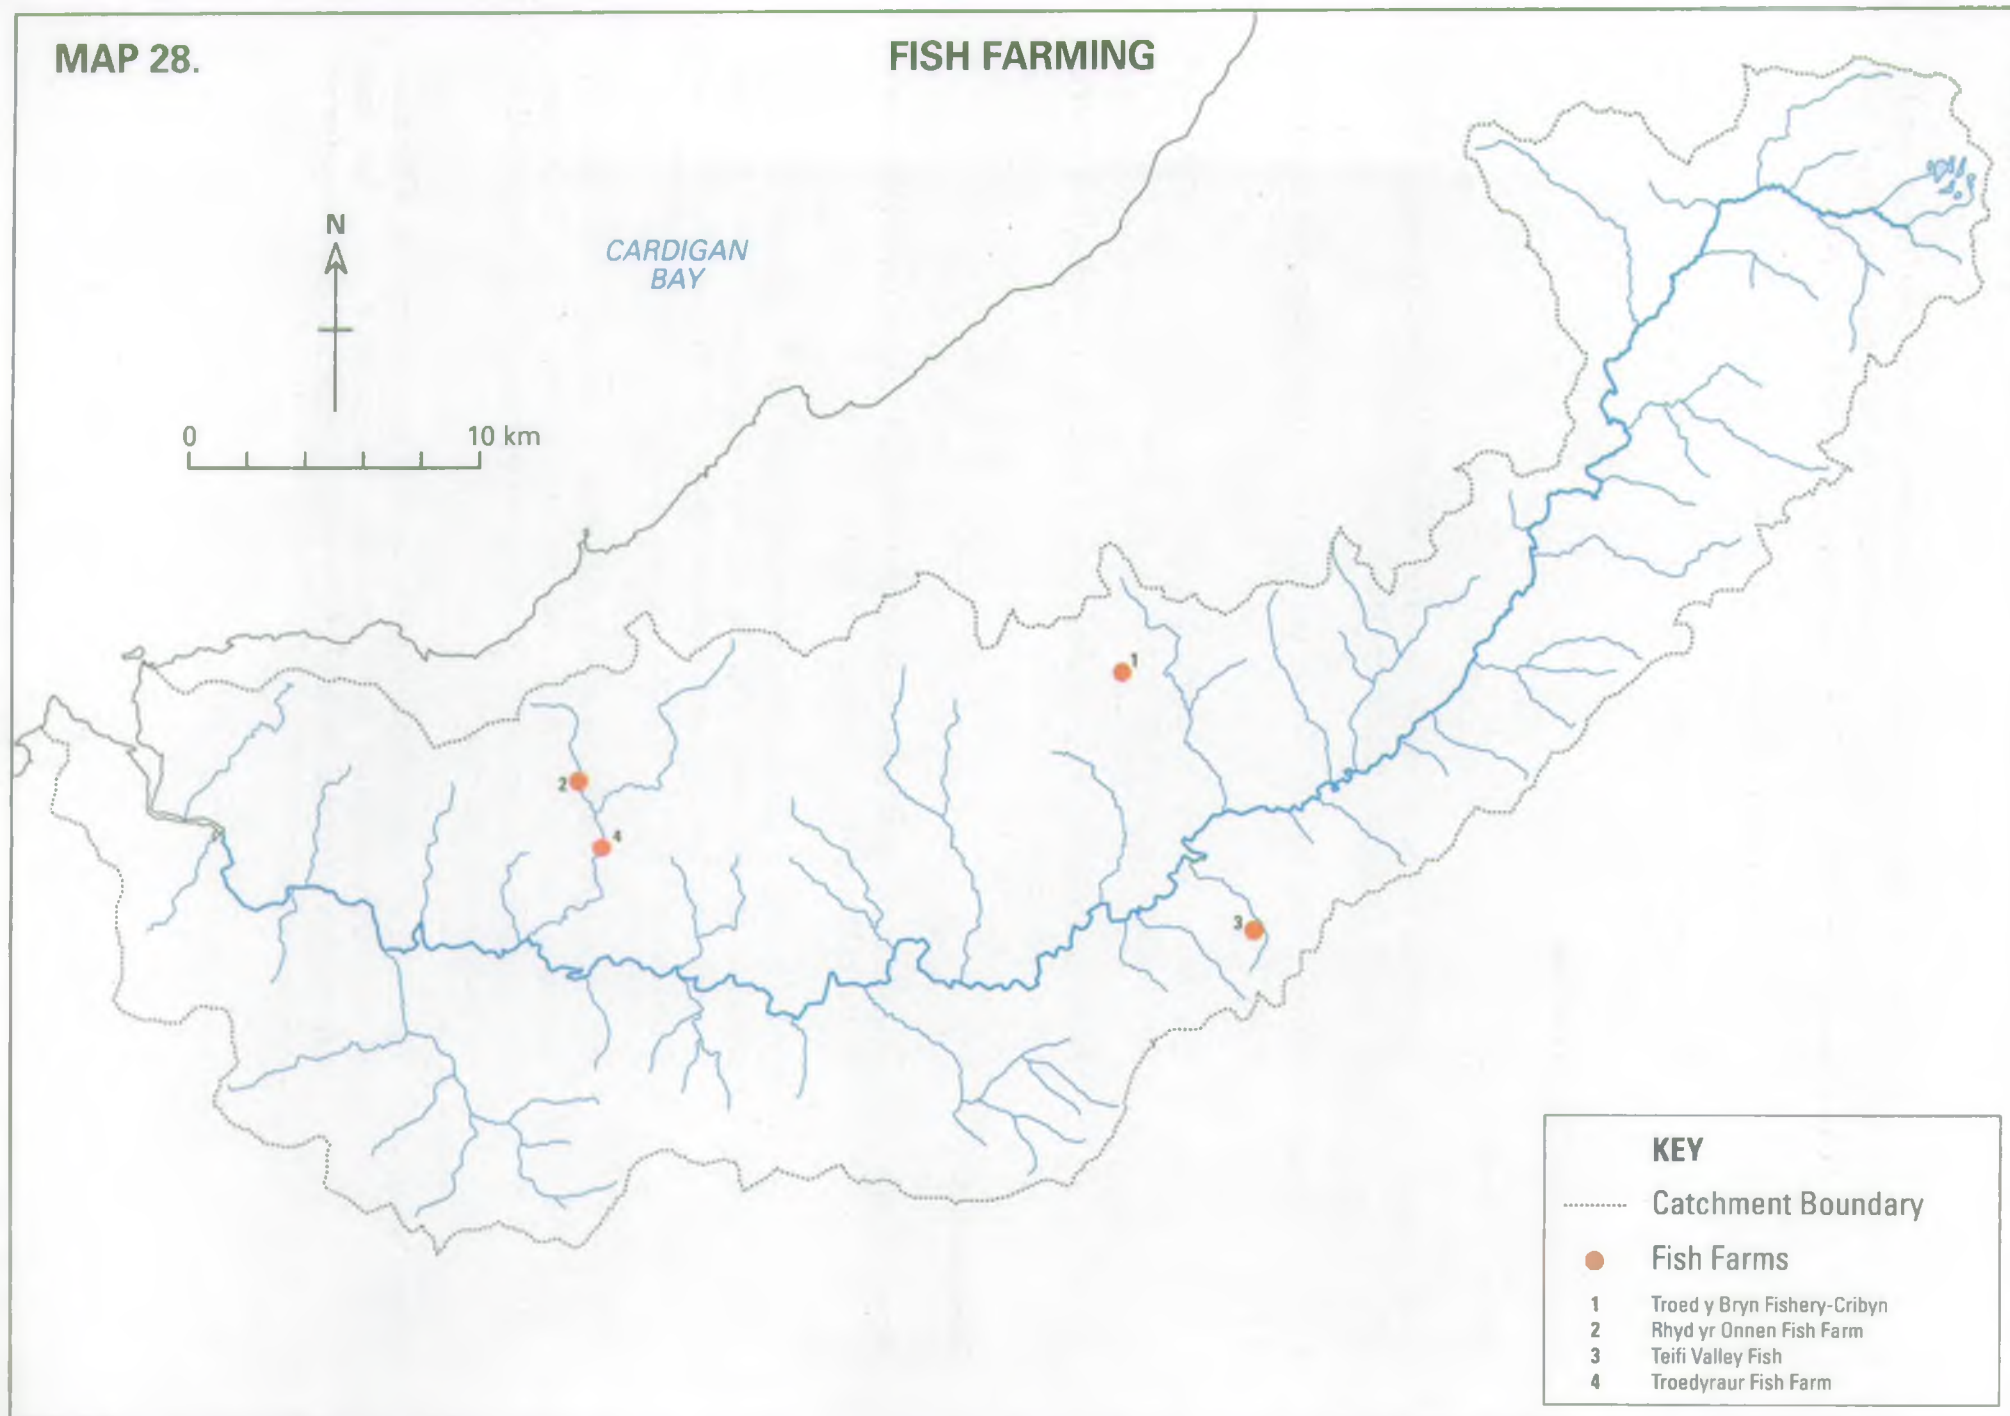 MAP 28.
FISH FARMING
N
CARDIGAN
BAY
0 10 km
1
2
4
3
KEY
Catchment Boundary
Fish Farms
1 Troed y Bryn Fishery-Cribyn
2 Rhyd yr Onnen Fish Farm
3 Teifi Valley Fish
4 Troedyraur Fish Farm